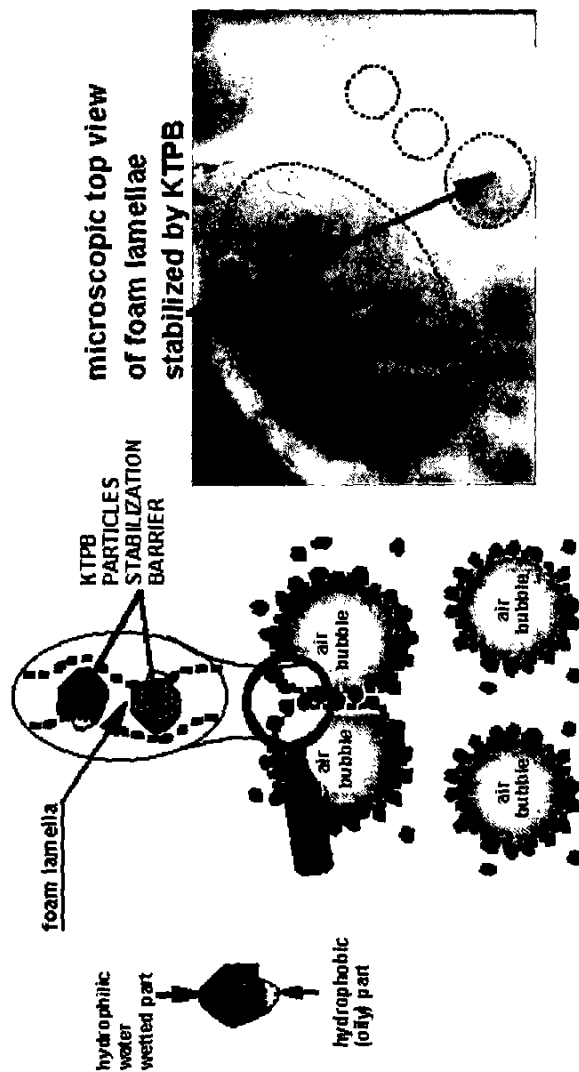 hydrophilic
water
wetted part
hydrophobic
(oily) part
foam lamella
KTPB
PARTICLES
STABILIZATION
BARRIER
air
bubble
air
bubble
air
bubble
air
bubble
microscopic top view
of foam lamellae
stabilized by KTPB